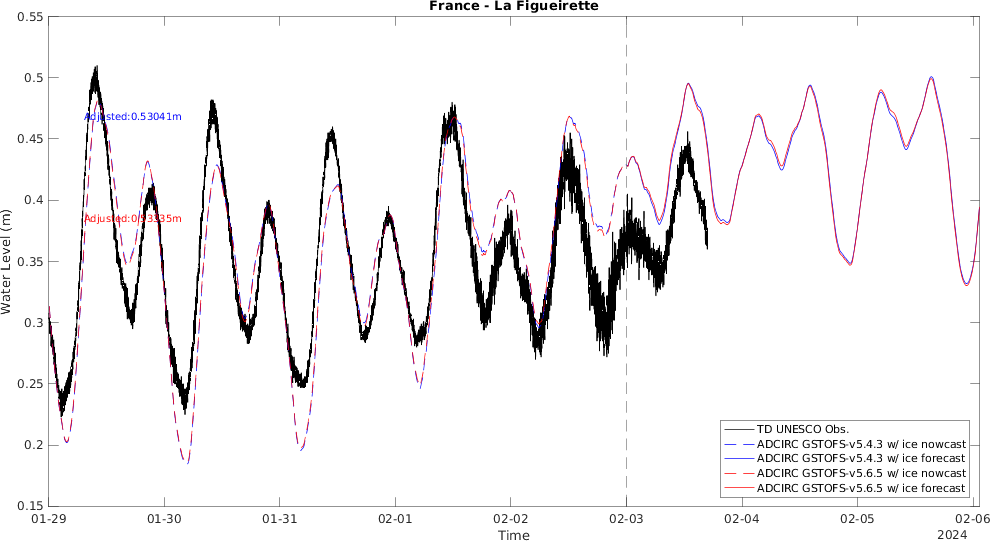 France - La Figueirette
0.55
0.5
0.45
0.4
0.35
0.3
0.25
0.2
0.15
Water Level (m)
Adjusted:0.53041m
Adjusted:0.53335m
TD UNESCO Obs.
ADCIRC GSTOFS-v5.4.3 w/ ice nowcast
ADCIRC GSTOFS-v5.4.3 w/ ice forecast
ADCIRC GSTOFS-v5.6.5 w/ ice nowcast
ADCIRC GSTOFS-v5.6.5 w/ ice forecast
01-29 01-30 01-31 02-01 02-02 02-03 02-04 02-05 02-06
Time
2024